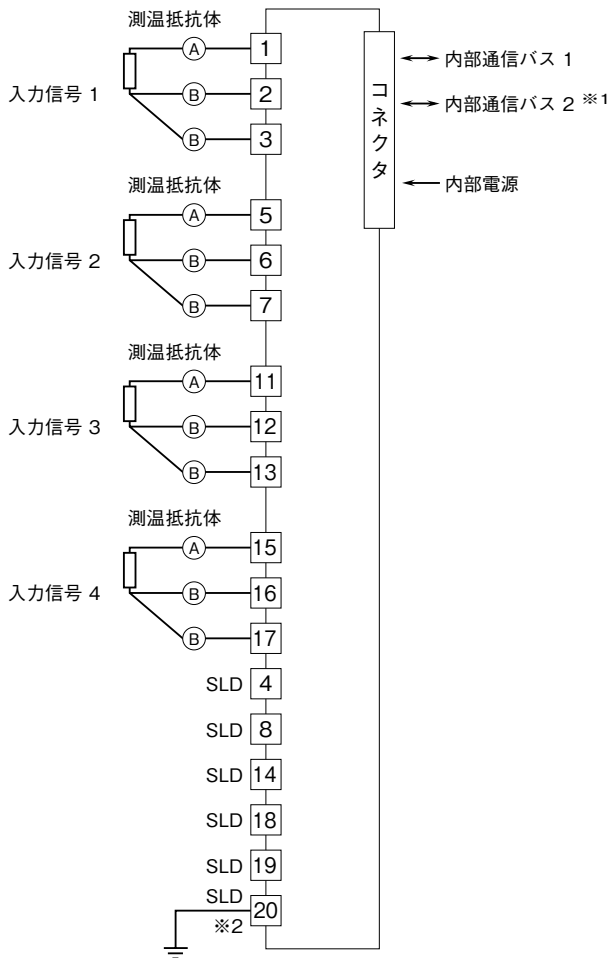 測温抵抗体
A
1
入力信号 1
B
2
B
3
測温抵抗体
A
5
入力信号 2
B
6
B
7
測温抵抗体
A
11
入力信号 3
B
12
B
13
測温抵抗体
A
15
入力信号 4
B
16
B
17
SLD 4
SLD 8
SLD 14
SLD 18
SLD 19
SLD
※2
20
コネクタ
内部通信バス 1
内部通信バス 2 ※1
内部電源